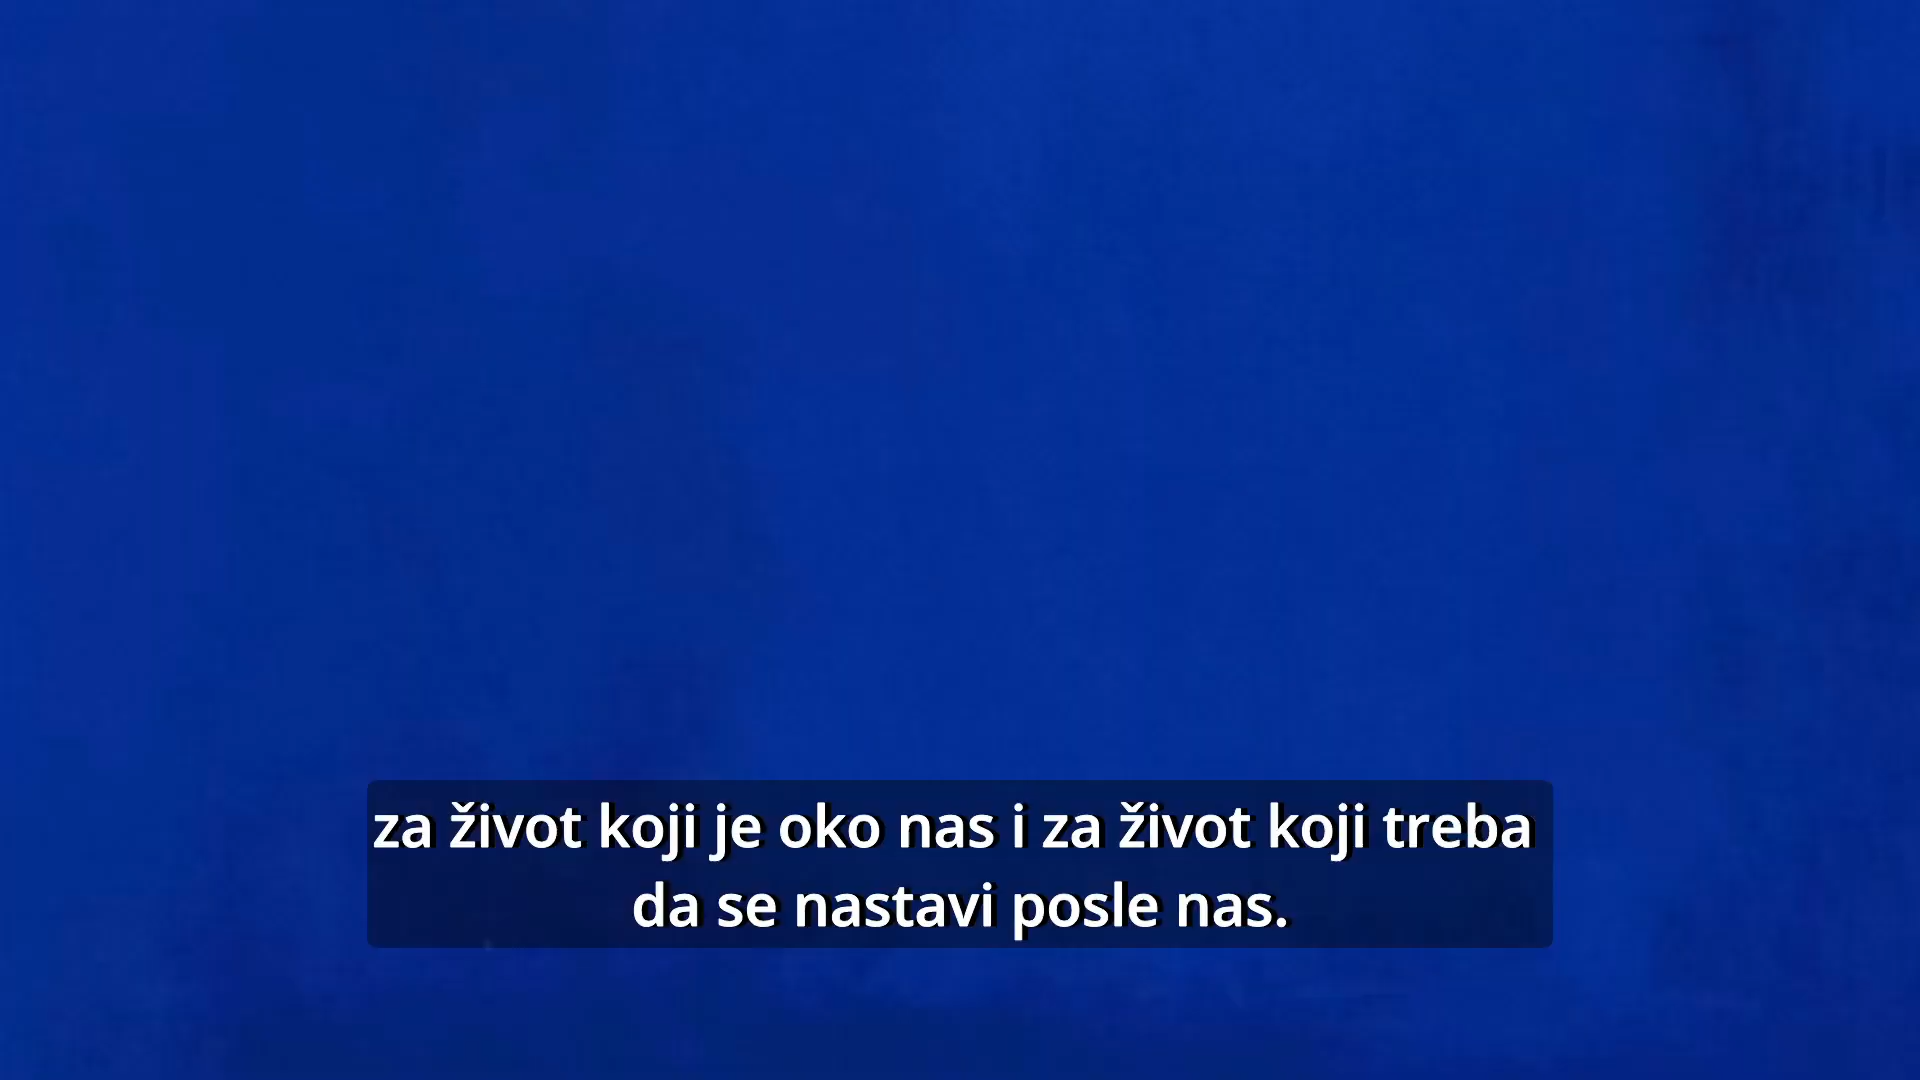 za život koji je oko nas i za život koji treba
da se nastavi posle nas.